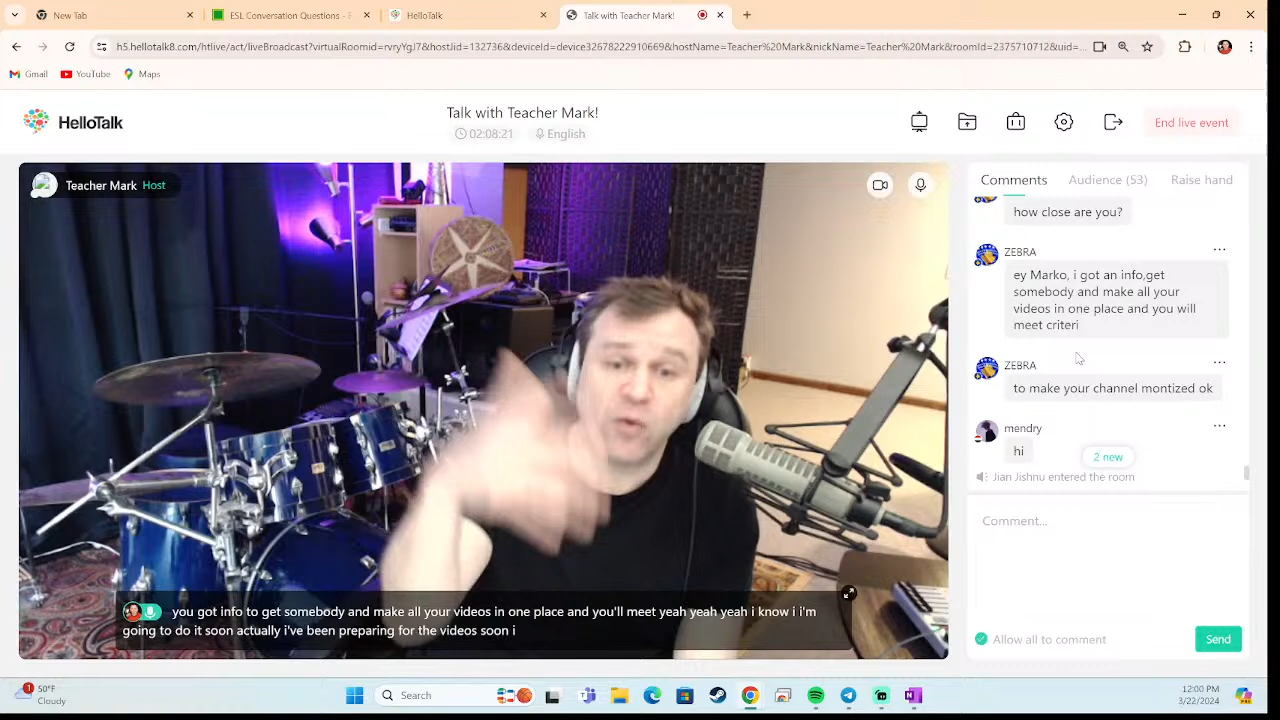 New Tab
ESL Conversation Questions - F
HelloTalk
Talk with Teacher Mark!
h5.hellotalk8.com/htlive/act/liveBroadcast?virtualRoomid=rvryYgJ7&hostId=132736&deviceId=device32678222910669&hostName=Teacher%20Mark&nickName=Teacher%20Mark&roomId=2375710712&uid=...
Gmail
YouTube
Maps
HelloTalk
Talk with Teacher Mark!
02:08:21
English
End live event
Teacher Mark Host
Comments
Audience (53)
Raise hand
how close are you?
ZEBRA
ey Marko, i got an info,get
somebody and make all your
videos in one place and you will
meet criteri
ZEBRA
to make your channel montized ok
mendry
hi
2 new
Jian Jishnu entered the room
Comment...
you got info to get somebody and make all your videos in one place and you'll meet yeah yeah yeah i know i i'm
going to do it soon actually i've been preparing for the videos soon i
Allow all to comment
Send
1
50°F
Cloudy
Search
12:00 PM
3/22/2024